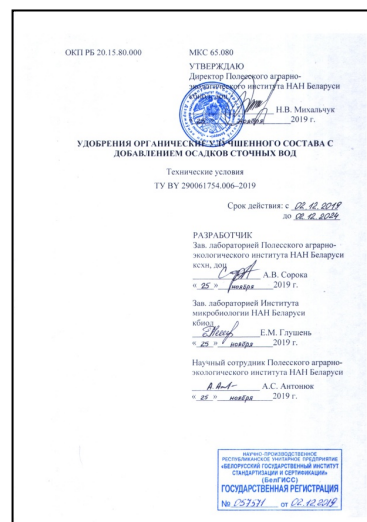 ОКП РБ 20.15.80.000 МКС 65.080
УТВЕРЖДАЮ
Директор Полесского аграрно-
экологического института НАН Беларуси
Н.В. Михальчук
ноября 2019 г.
УДОБРЕНИЯ ОРГАНИЧЕСКИЕ УЛУЧШЕННОГО СОСТАВА С
ДОБАВЛЕНИЕМ ОСАДКОВ СТОЧНЫХ ВОД
Технические условия
ТУ BY 290061754.006–2019
Срок действия: с 02.12.2019
до 02.12.2024
РАЗРАБОТЧИК
Зав. лабораторией Полесского аграрно-
экологического института НАН Беларуси
ксхн, доц
А.В. Сорока
« 25 » ноября 2019 г.
Зав. лабораторией Института
микробиологии НАН Беларуси
кбиод
Е.М. Глушень
« 25 » ноября 2019 г.
Научный сотрудник Полесского аграрно-
экологического института НАН Беларуси
А.С. Антонюк
« 25 » ноября 2019 г.
НАУЧНО-ПРОИЗВОДСТВЕННОЕ
РЕСПУБЛИКАНСКОЕ УНИТАРНОЕ ПРЕДПРИЯТИЕ
«БЕЛОРУССКИЙ ГОСУДАРСТВЕННЫЙ ИНСТИТУТ
СТАНДАРТИЗАЦИИ И СЕРТИФИКАЦИИ»
(БелГИСС)
ГОСУДАРСТВЕННАЯ РЕГИСТРАЦИЯ
№ 057571 от 02.12.2019